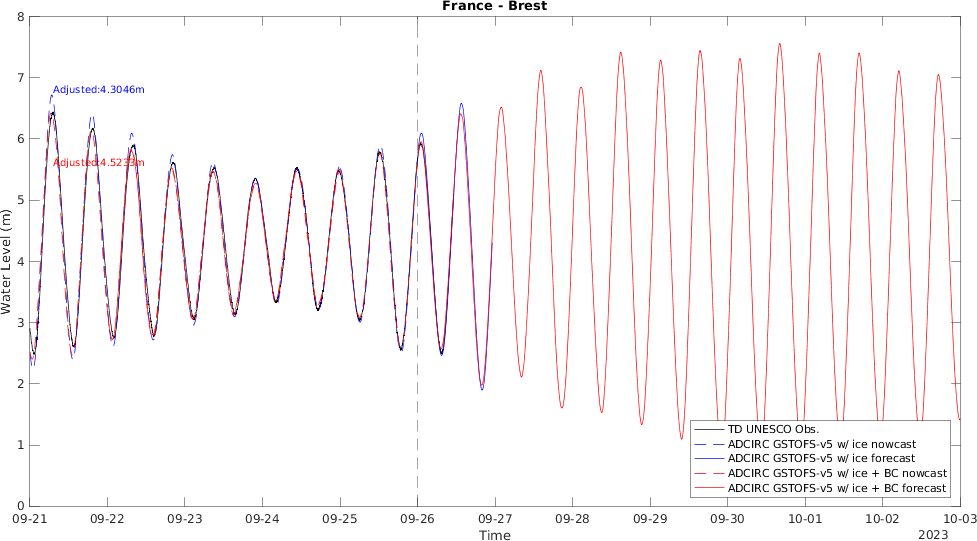 France - Brest
8
7
6
5
4
3
2
1
0
Water Level (m)
Adjusted:4.3046m
Adjusted:4.5233m
TD UNESCO Obs.
ADCIRC GSTOFS-v5 w/ ice nowcast
ADCIRC GSTOFS-v5 w/ ice forecast
ADCIRC GSTOFS-v5 w/ ice + BC nowcast
ADCIRC GSTOFS-v5 w/ ice + BC forecast
09-21 09-22 09-23 09-24 09-25 09-26 09-27 09-28 09-29 09-30 10-01 10-02 10-03
Time
2023